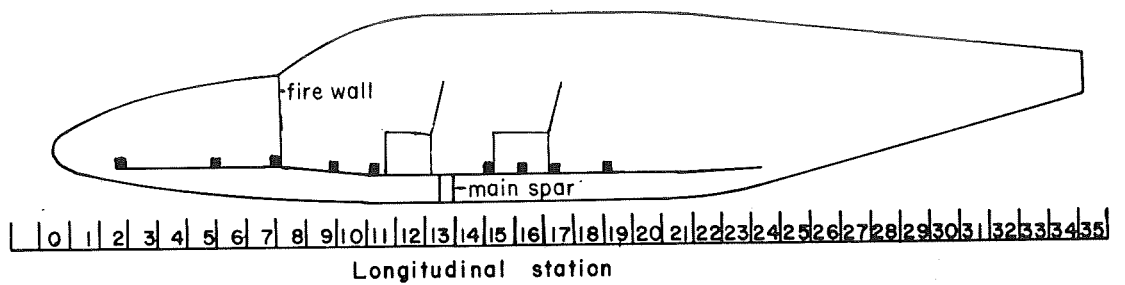 fire wall
main spar
0 1 2 3 4 5 6 7 8 9 10 11 12 13 14 15 16 17 18 19 20 21 22 23 24 25 26 27 28 29 30 31 32 33 34 35
Longitudinal station